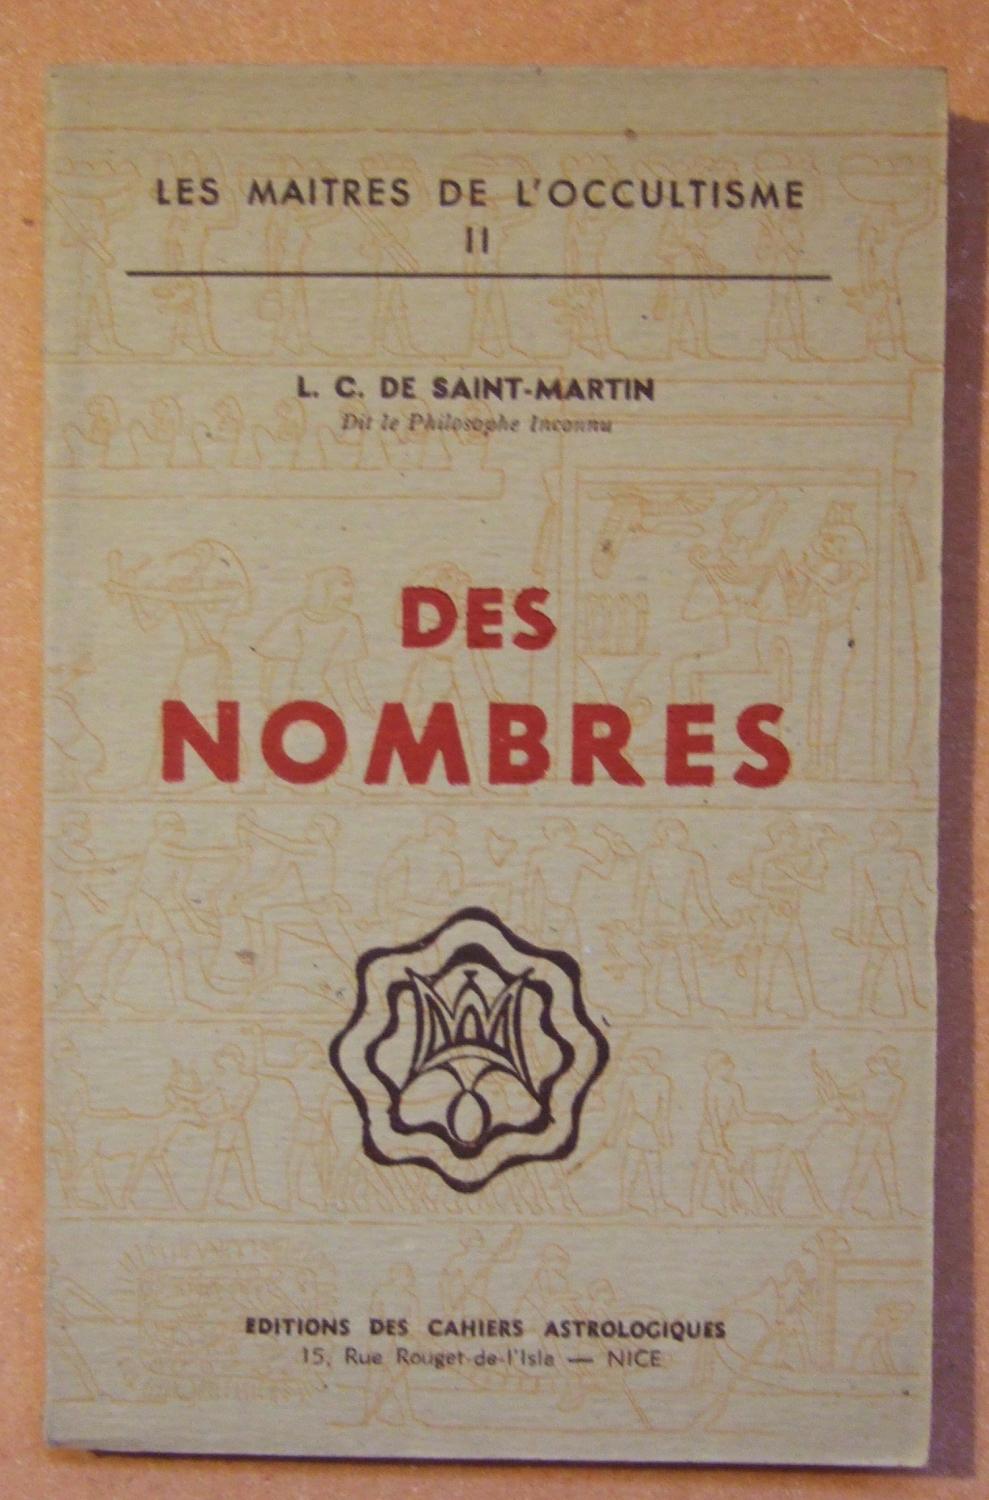 LES MAITRES DE L'OCCULTISME
II
L. C. DE SAINT-MARTIN
Dit le Philosophe Inconnu
DES
NOMBRES
EDITIONS DES CAHIERS ASTROLOGIQUES
15, Rue Rouget-de-l'Isle — NICE